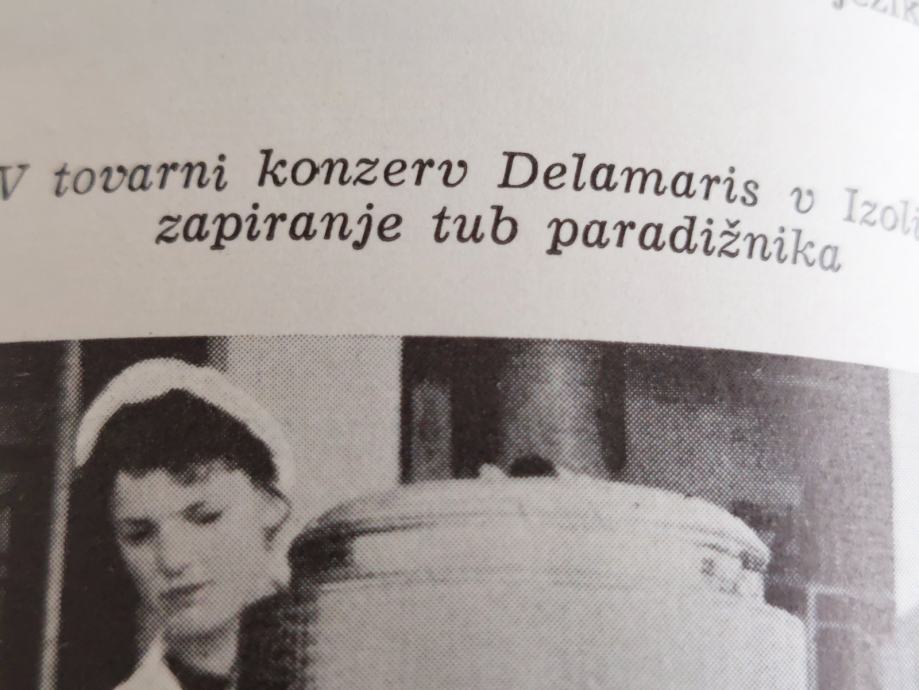 V tovarni konzerv Delamaris v
zapiranje tub paradižnika